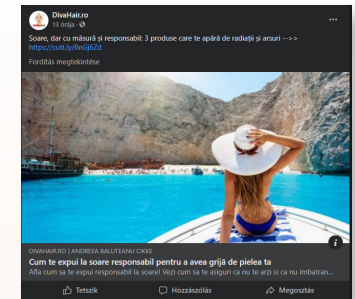 DivaHair.ro
13 órája
Soare, dar cu măsură și responsabil: 3 produse care te apără de radiații și arsuri -->>
https://cutt.ly/BnGj6Zd
Fordítás megtekintése
DIVAHAIR.RO | ANDREEA BALUTEANU CIKKE
Cum te expui la soare responsabil pentru a avea grijă de pielea ta
Afla cum sa te expui responsabil la soare! Vezi cum sa te asiguri ca nu te arzi si ca nu imbatran...
Tetszik Hozzászólás Megosztás